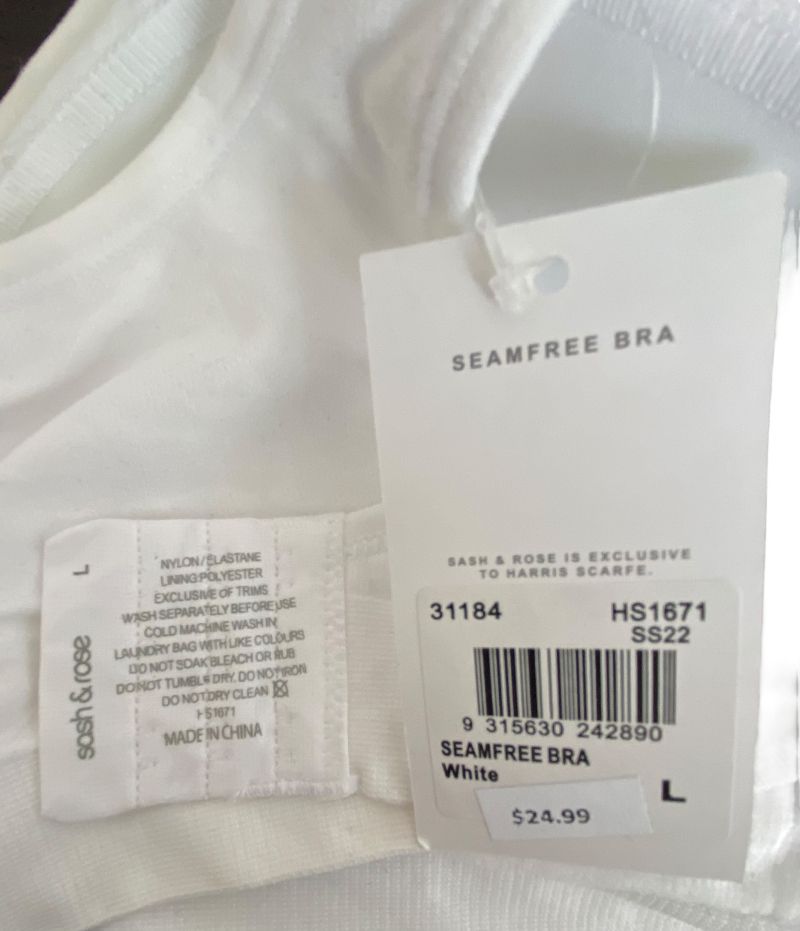 SEAMFREE BRA
SASH & ROSE IS EXCLUSIVE
TO HARRIS SCARFE.
31184 HS1671
SS22
9 315630 242890
SEAMFREE BRA
White
L
$24.99
sash & rose L
NYLON/ELASTANE
LINING:POLYESTER
EXCLUSIVE OF TRIMS
WASH SEPARATELY BEFORE USE
COLD MACHINE WASH IN
LAUNDRY BAG WITH LIKE COLOURS
DO NOT SOAK BLEACH OR RUB
DO NOT TUMBLE DRY. DO NOT IRON
DO NOT DRY CLEAN
HS1671
MADE IN CHINA